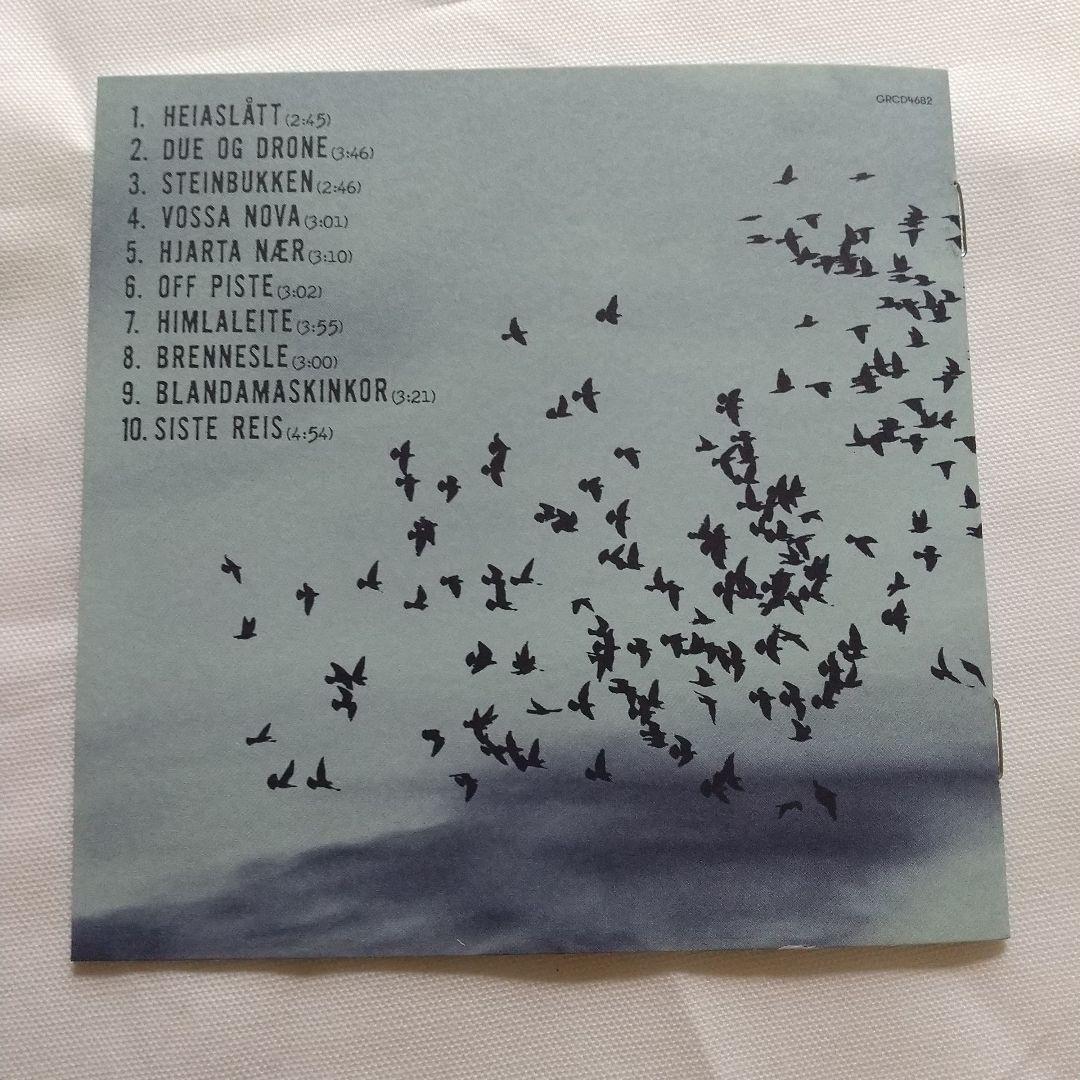 GRCD4682
1. HEIASLÅTT (2:45)
2. DUE OG DRONE (3:46)
3. STEINBUKKEN (2:46)
4. VOSSA NOVA (3:01)
5. HJARTA NÆR (3:10)
6. OFF PISTE (3:02)
7. HIMLALEITE (3:55)
8. BRENNESLE (3:00)
9. BLANDAMASKINKOR (3:21)
10. SISTE REIS (4:54)